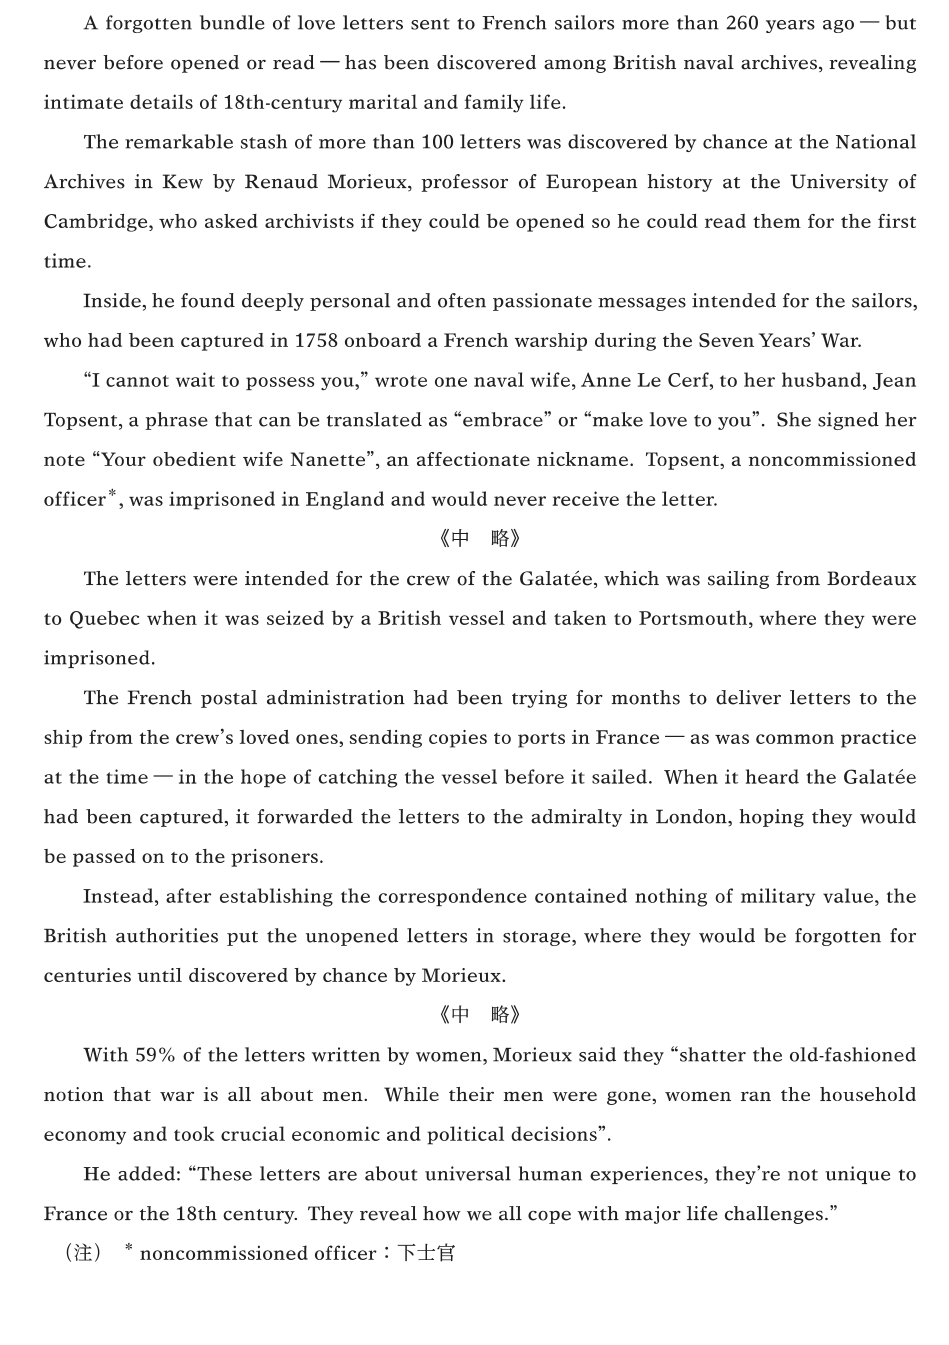 A forgotten bundle of love letters sent to French sailors more than 260 years ago — but
never before opened or read — has been discovered among British naval archives, revealing
intimate details of 18th-century marital and family life.
The remarkable stash of more than 100 letters was discovered by chance at the National
Archives in Kew by Renaud Morieux, professor of European history at the University of
Cambridge, who asked archivists if they could be opened so he could read them for the first
time.
Inside, he found deeply personal and often passionate messages intended for the sailors,
who had been captured in 1758 onboard a French warship during the Seven Years’ War.
“I cannot wait to possess you,” wrote one naval wife, Anne Le Cerf, to her husband, Jean
Topsent, a phrase that can be translated as “embrace” or “make love to you”. She signed her
note “Your obedient wife Nanette”, an affectionate nickname. Topsent, a noncommissioned
officer*, was imprisoned in England and would never receive the letter.
《中　略》
The letters were intended for the crew of the Galatée, which was sailing from Bordeaux
to Quebec when it was seized by a British vessel and taken to Portsmouth, where they were
imprisoned.
The French postal administration had been trying for months to deliver letters to the
ship from the crew’s loved ones, sending copies to ports in France — as was common practice
at the time — in the hope of catching the vessel before it sailed. When it heard the Galatée
had been captured, it forwarded the letters to the admiralty in London, hoping they would
be passed on to the prisoners.
Instead, after establishing the correspondence contained nothing of military value, the
British authorities put the unopened letters in storage, where they would be forgotten for
centuries until discovered by chance by Morieux.
《中　略》
With 59% of the letters written by women, Morieux said they “shatter the old-fashioned
notion that war is all about men. While their men were gone, women ran the household
economy and took crucial economic and political decisions”.
He added: “These letters are about universal human experiences, they’re not unique to
France or the 18th century. They reveal how we all cope with major life challenges.”
（注）　* noncommissioned officer：下士官